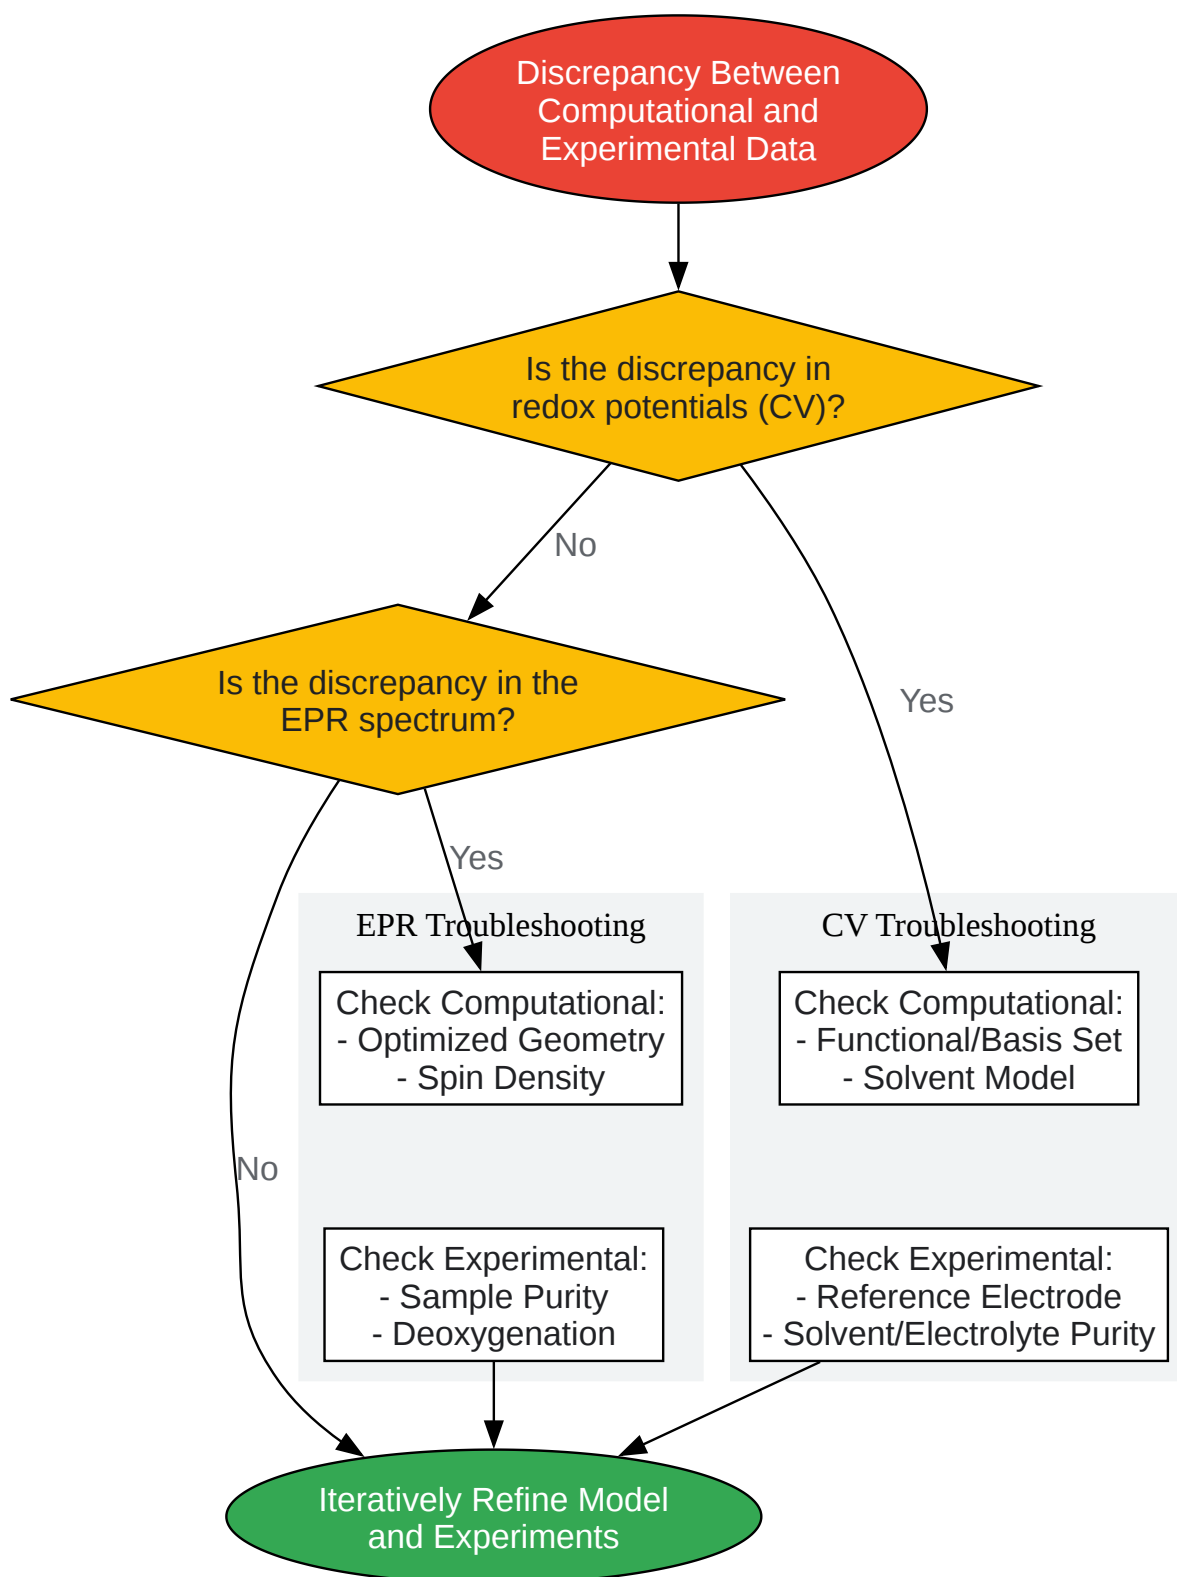 Discrepancy Between
Computational and
Experimental Data
Is the discrepancy in
redox potentials (CV)?
No
Yes
Is the discrepancy in the
EPR spectrum?
Yes
No
EPR Troubleshooting
Check Computational:
- Optimized Geometry
- Spin Density
Check Experimental:
- Sample Purity
- Deoxygenation
CV Troubleshooting
Check Computational:
- Functional/Basis Set
- Solvent Model
Check Experimental:
- Reference Electrode
- Solvent/Electrolyte Purity
Iteratively Refine Model
and Experiments